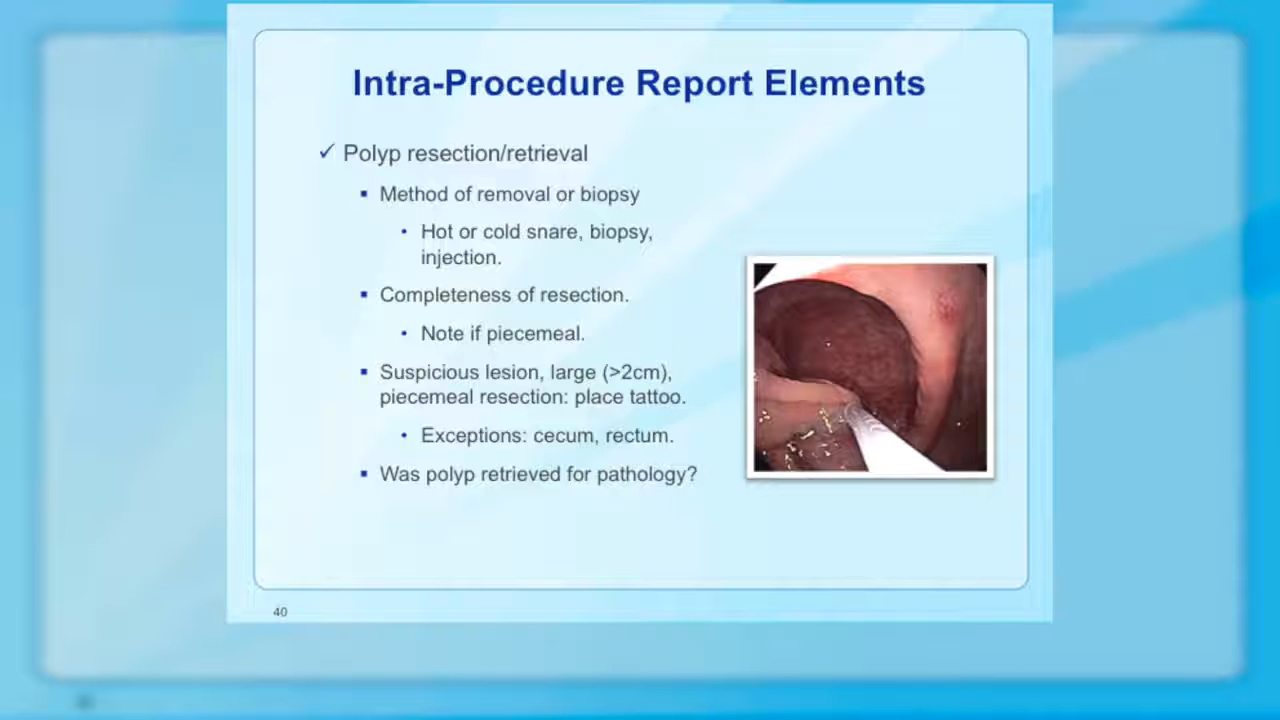 Intra-Procedure Report Elements
✓ Polyp resection/retrieval
▪ Method of removal or biopsy
• Hot or cold snare, biopsy,
injection.
▪ Completeness of resection.
• Note if piecemeal.
▪ Suspicious lesion, large (>2cm),
piecemeal resection: place tattoo.
• Exceptions: cecum, rectum.
▪ Was polyp retrieved for pathology?
40